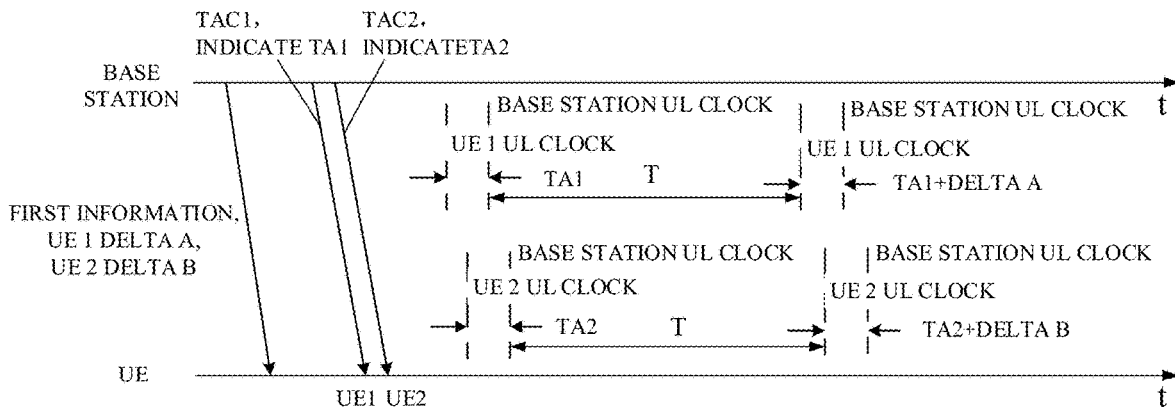 TAC1, TAC2,
INDICATE TA1 INDICATETA2
BASE
STATION
t
BASE STATION UL CLOCK BASE STATION UL CLOCK
UE 1 UL CLOCK UE 1 UL CLOCK
TA1 T TA1+DELTA A
FIRST INFORMATION,
UE 1 DELTA A,
UE 2 DELTA B
BASE STATION UL CLOCK BASE STATION UL CLOCK
UE 2 UL CLOCK UE 2 UL CLOCK
TA2 T TA2+DELTA B
UE
UE1 UE2 t